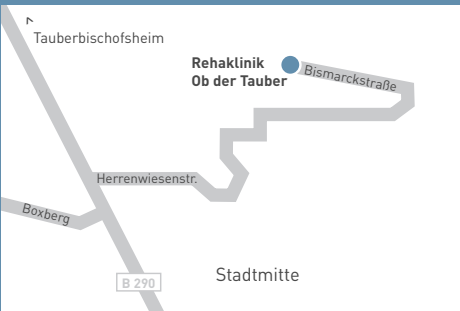 Tauberbischofsheim
Rehaklinik
Ob der Tauber
Bismarckstraße
Herrenwiesenstr.
Boxberg
B 290
Stadtmitte